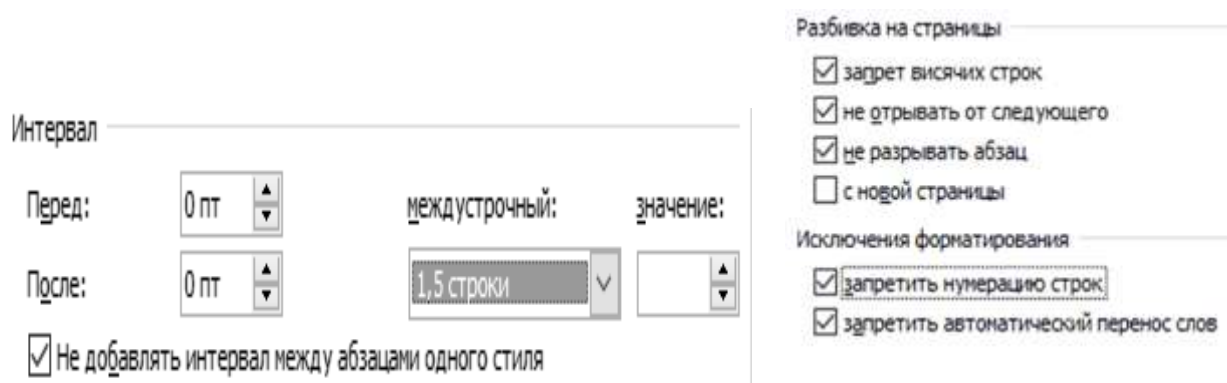 Интервал
Перед: 0 пт междустрочный: значение:
После: 0 пт 1,5 строки
Не добавлять интервал между абзацами одного стиля
Разбивка на страницы
запрет висячих строк
не отрывать от следующего
не разрывать абзац
с новой страницы
Исключения форматирования
запретить нумерацию строк
запретить автоматический перенос слов